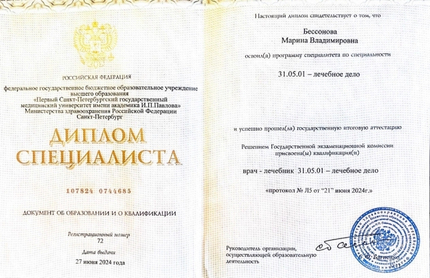 РОССИЙСКАЯ ФЕДЕРАЦИЯ
федеральное государственное бюджетное образовательное учреждение
высшего образования
«Первый Санкт-Петербургский государственный
медицинский университет имени академика И.П.Павлова»
Министерства здравоохранения Российской Федерации
Санкт-Петербург
ДИПЛОМ
СПЕЦИАЛИСТА
107824 0744685
ДОКУМЕНТ ОБ ОБРАЗОВАНИИ И О КВАЛИФИКАЦИИ
Регистрационный номер
72
Дата выдачи
27 июня 2024 года
Настоящий диплом свидетельствует о том, что
Бессонова
Марина Владимировна
освоил(а) программу специалитета по специальности
31.05.01 – лечебное дело
и успешно прошел(ла) государственную итоговую аттестацию
Решением Государственной экзаменационной комиссии
присвоена(ы) квалификация(и)
врач - лечебник 31.05.01 – лечебное дело
«протокол № Л5 от "21" июня 2024г.»
Руководитель организации,
осуществляющей образовательную
деятельность